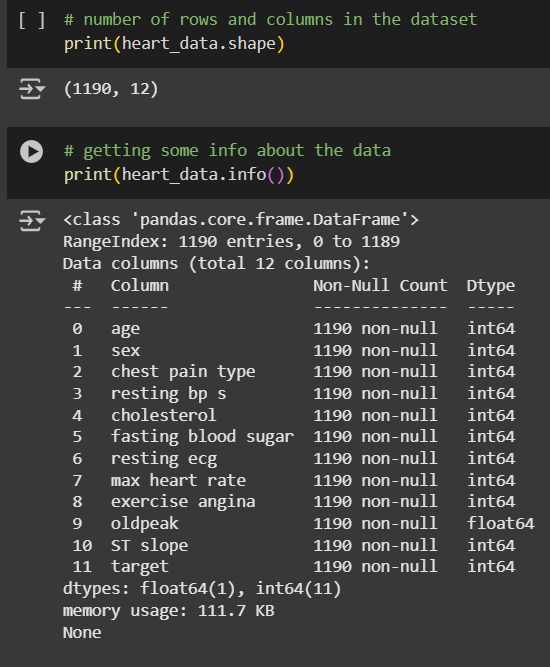 [ ] # number of rows and columns in the dataset
print(heart_data.shape)
(1190, 12)
# getting some info about the data
print(heart_data.info())
<class 'pandas.core.frame.DataFrame'>
RangeIndex: 1190 entries, 0 to 1189
Data columns (total 12 columns):
 #   Column               Non-Null Count  Dtype
---  ------               --------------  -----
 0   age                  1190 non-null   int64
 1   sex                  1190 non-null   int64
 2   chest pain type      1190 non-null   int64
 3   resting bp s         1190 non-null   int64
 4   cholesterol          1190 non-null   int64
 5   fasting blood sugar  1190 non-null   int64
 6   resting ecg          1190 non-null   int64
 7   max heart rate       1190 non-null   int64
 8   exercise angina      1190 non-null   int64
 9   oldpeak              1190 non-null   float64
 10  ST slope             1190 non-null   int64
 11  target               1190 non-null   int64
dtypes: float64(1), int64(11)
memory usage: 111.7 KB
None